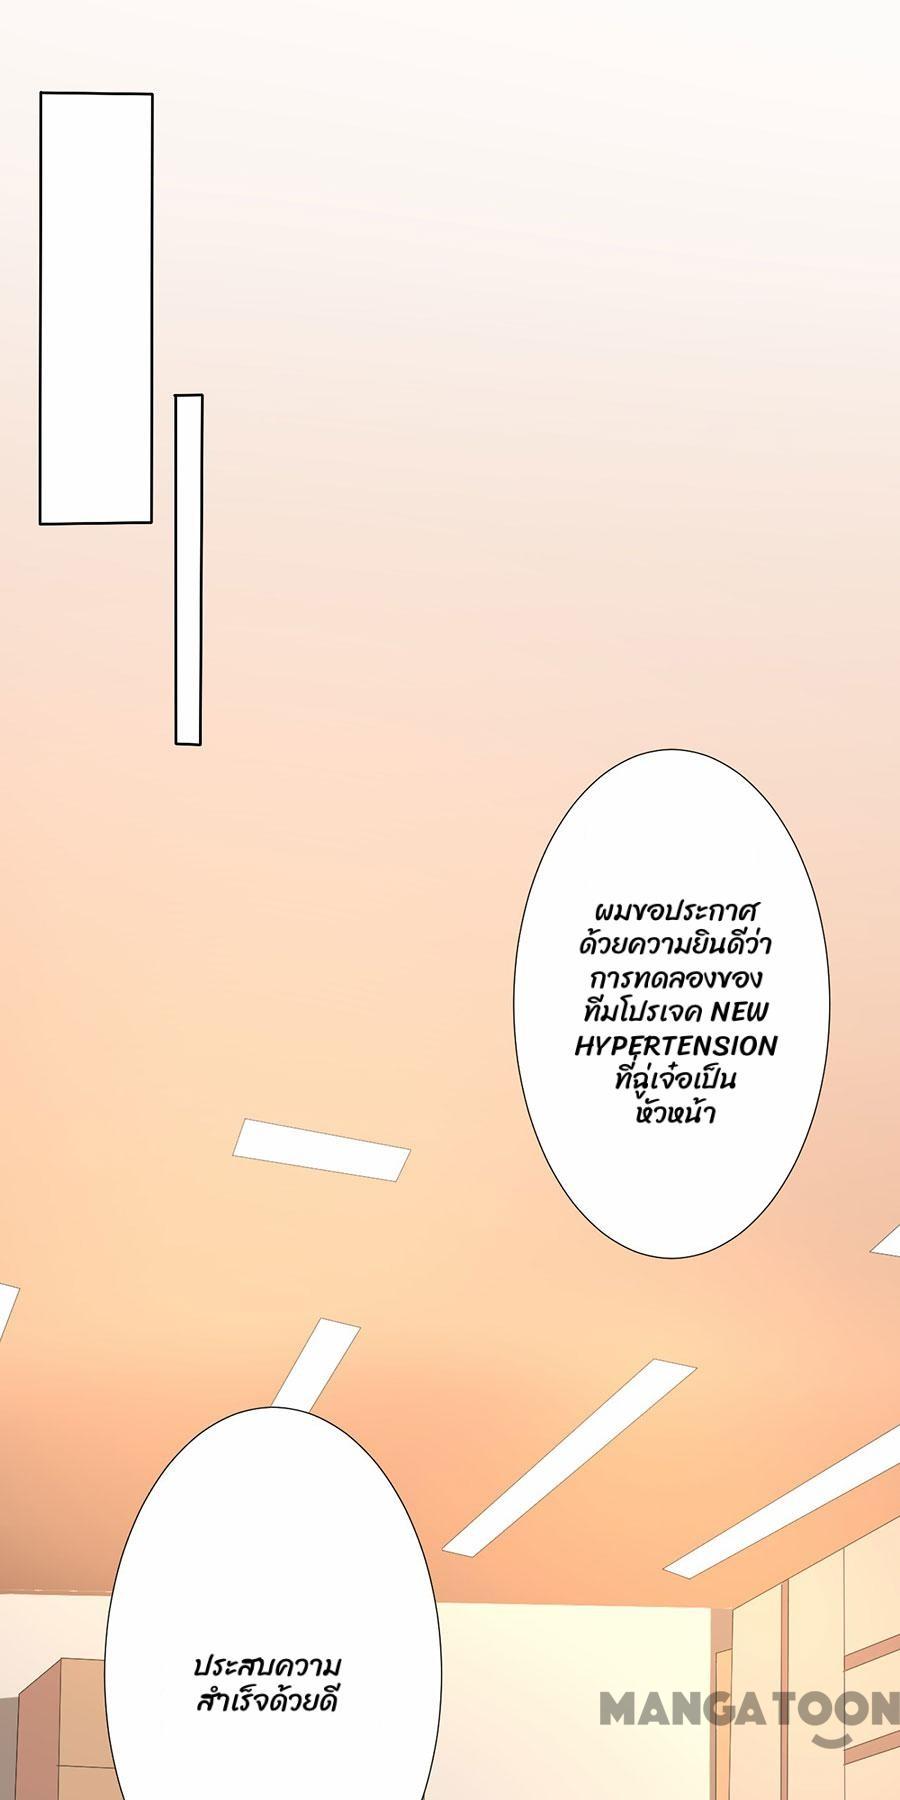 ผมขอประกาศ
ด้วยความยินดีว่า
การทดลองของ
ทีมโปรเจค NEW
HYPERTENSION
ที่ฉู่เจ๋อเป็น
หัวหน้า
ประสบความ
สำเร็จด้วยดี
MANGATOON